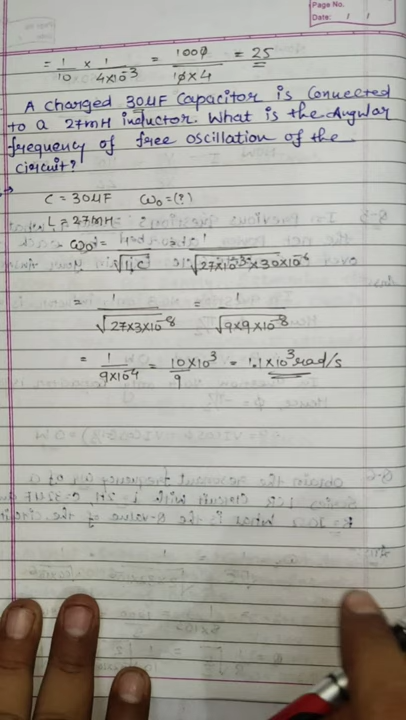 Page No.
Date: / /
= 1/10 × 1/4×10⁻³ = 1000/10×4 = 25
A charged 30μF Capacitor is Connected
to a 27mH inductor. What is the Angular
frequency of free oscillation of the
Circuit?
→ C = 30μF ω₀ = (?)
L = 27mH
ω₀ = 1/√LC = 1/√27×10⁻³×30×10⁻⁶
= 1/√27×3×10⁻⁸ = 1/√9×9×10⁻⁸
= 1/9×10⁻⁴ = 10×10³/9 = 1.1×10³ rad/s